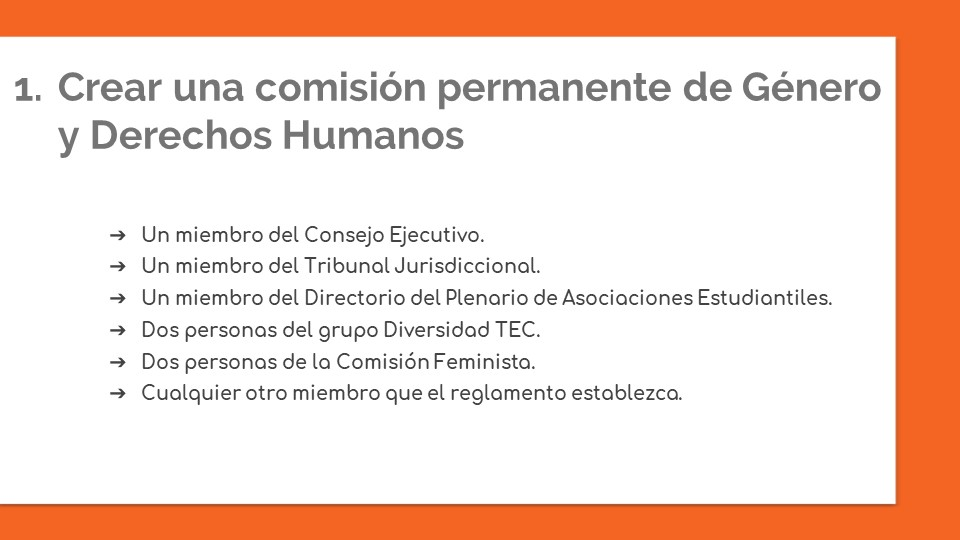 1. Crear una comisión permanente de Género
y Derechos Humanos
➔ Un miembro del Consejo Ejecutivo.
➔ Un miembro del Tribunal Jurisdiccional.
➔ Un miembro del Directorio del Plenario de Asociaciones Estudiantiles.
➔ Dos personas del grupo Diversidad TEC.
➔ Dos personas de la Comisión Feminista.
➔ Cualquier otro miembro que el reglamento establezca.